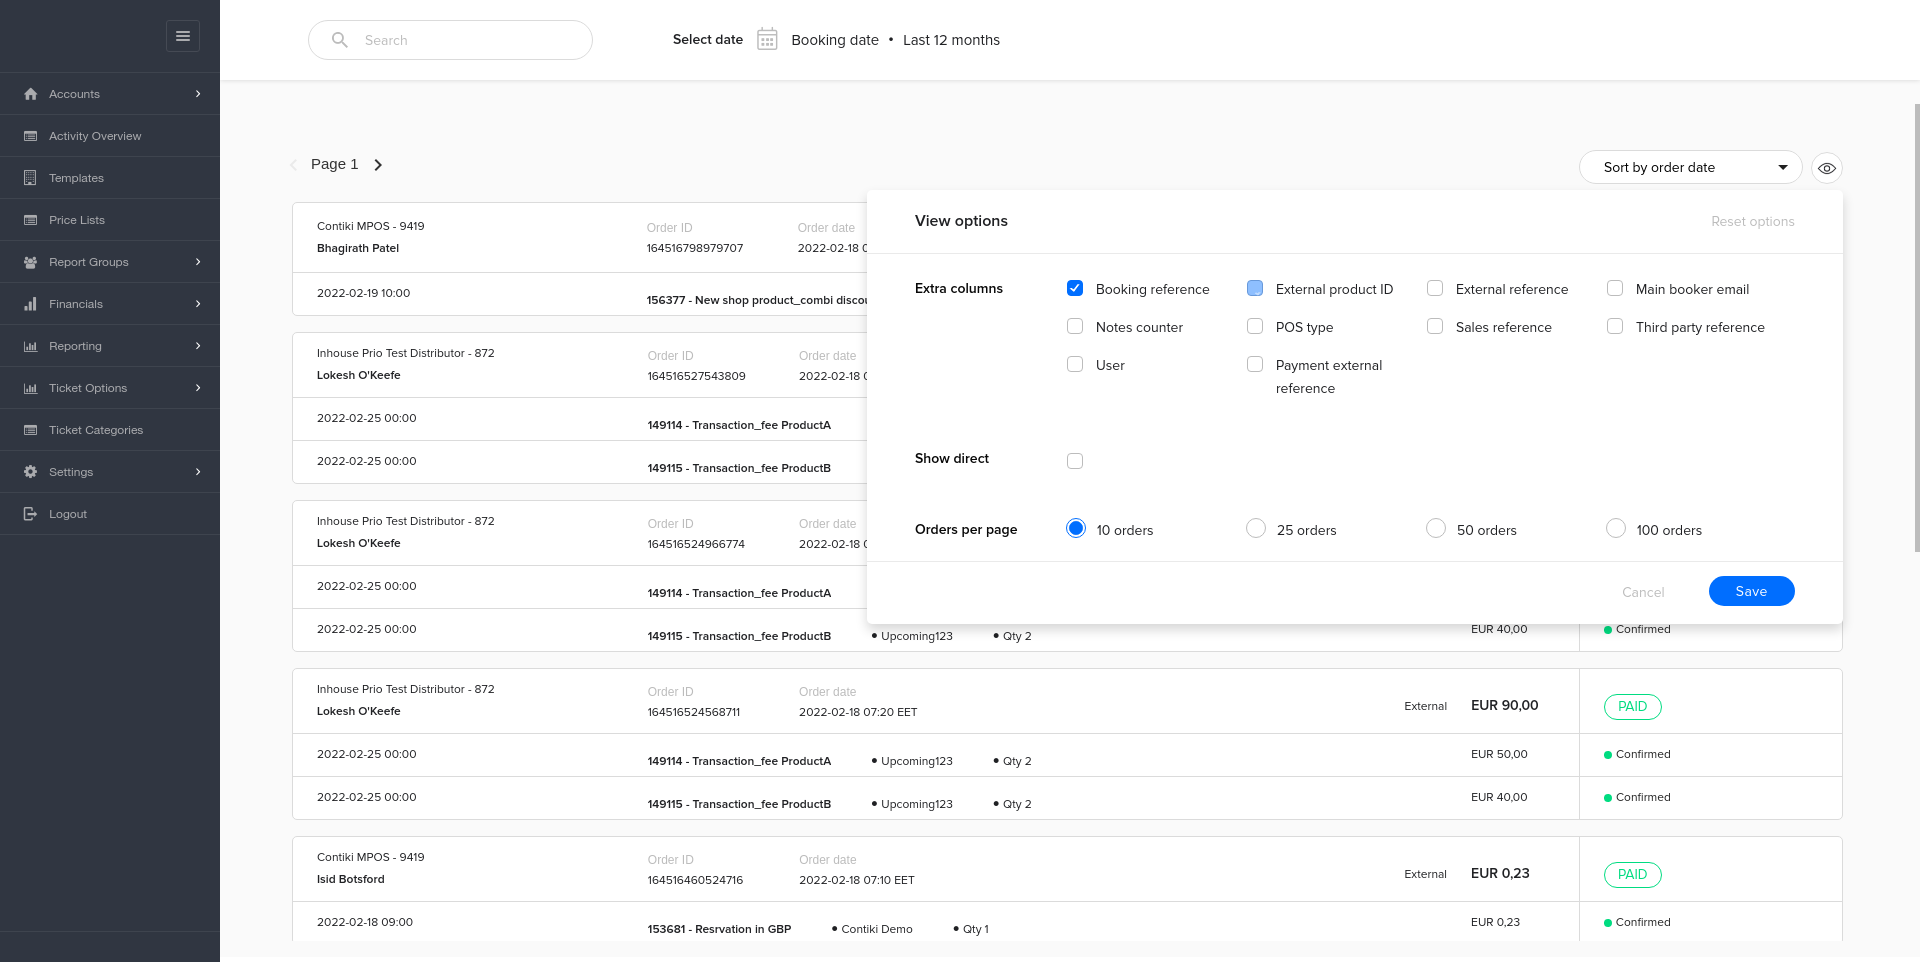 Search
Select date Booking date • Last 12 months
Accounts
Activity Overview
Templates
Price Lists
Report Groups
Financials
Reporting
Ticket Options
Ticket Categories
Settings
Logout
Page 1
Sort by order date
View options
Reset options
Extra columns
Booking reference
External product ID
External reference
Main booker email
Notes counter
POS type
Sales reference
Third party reference
User
Payment external
reference
Show direct
Orders per page
10 orders
25 orders
50 orders
100 orders
Cancel
Save
Contiki MPOS - 9419
Bhagirath Patel
Order ID
164516798979707
Order date
2022-02-18
2022-02-19 10:00
156377 - New shop product_combi
Inhouse Prio Test Distributor - 872
Lokesh O'Keefe
Order ID
164516527543809
Order date
2022-02-18
2022-02-25 00:00
149114 - Transaction_fee ProductA
2022-02-25 00:00
149115 - Transaction_fee ProductB
Inhouse Prio Test Distributor - 872
Lokesh O'Keefe
Order ID
164516524966774
Order date
2022-02-18
2022-02-25 00:00
149114 - Transaction_fee ProductA
2022-02-25 00:00
149115 - Transaction_fee ProductB • Upcoming123 • Qty 2 EUR 40,00 Confirmed
Inhouse Prio Test Distributor - 872
Lokesh O'Keefe
Order ID
164516524568711
Order date
2022-02-18 07:20 EET
External EUR 90,00 PAID
2022-02-25 00:00
149114 - Transaction_fee ProductA • Upcoming123 • Qty 2 EUR 50,00 Confirmed
2022-02-25 00:00
149115 - Transaction_fee ProductB • Upcoming123 • Qty 2 EUR 40,00 Confirmed
Contiki MPOS - 9419
Isid Botsford
Order ID
164516460524716
Order date
2022-02-18 07:10 EET
External EUR 0,23 PAID
2022-02-18 09:00
153681 - Resrvation in GBP • Contiki Demo • Qty 1 EUR 0,23 Confirmed